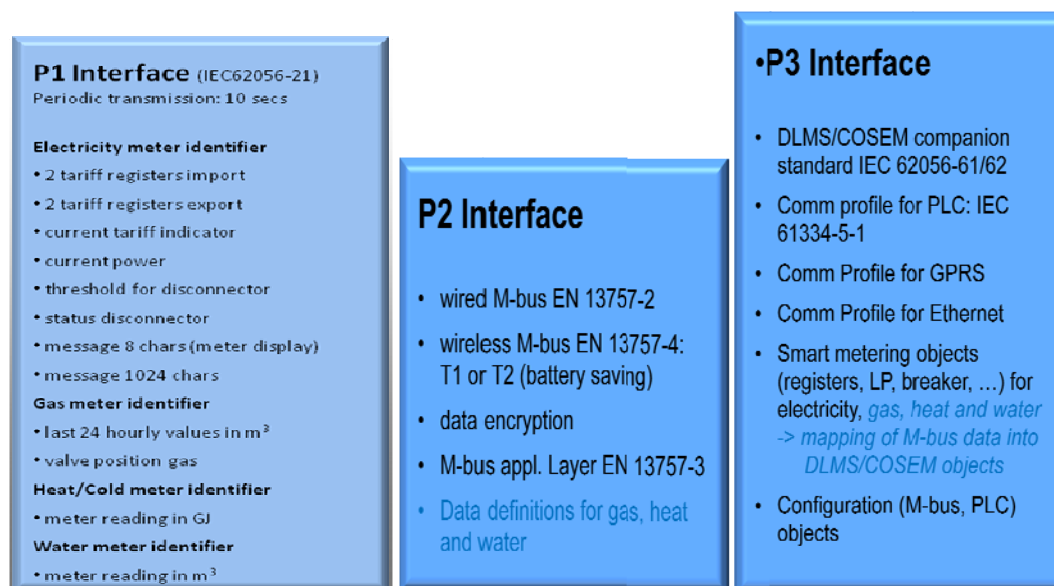 P1 Interface (IEC62056-21)
Periodic transmission: 10 secs
Electricity meter identifier
• 2 tariff registers import
• 2 tariff registers export
• current tariff indicator
• current power
• threshold for disconnector
• status disconnector
• message 8 chars (meter display)
• message 1024 chars
Gas meter identifier
• last 24 hourly values in m³
• valve position gas
Heat/Cold meter identifier
• meter reading in GJ
Water meter identifier
• meter reading in m³
P2 Interface
• wired M-bus EN 13757-2
• wireless M-bus EN 13757-4:
T1 or T2 (battery saving)
• data encryption
• M-bus appl. Layer EN 13757-3
• Data definitions for gas, heat
and water
•P3 Interface
• DLMS/COSEM companion
standard IEC 62056-61/62
• Comm profile for PLC: IEC
61334-5-1
• Comm Profile for GPRS
• Comm Profile for Ethernet
• Smart metering objects
(registers, LP, breaker, …) for
electricity, gas, heat and water
-> mapping of M-bus data into
DLMS/COSEM objects
• Configuration (M-bus, PLC)
objects